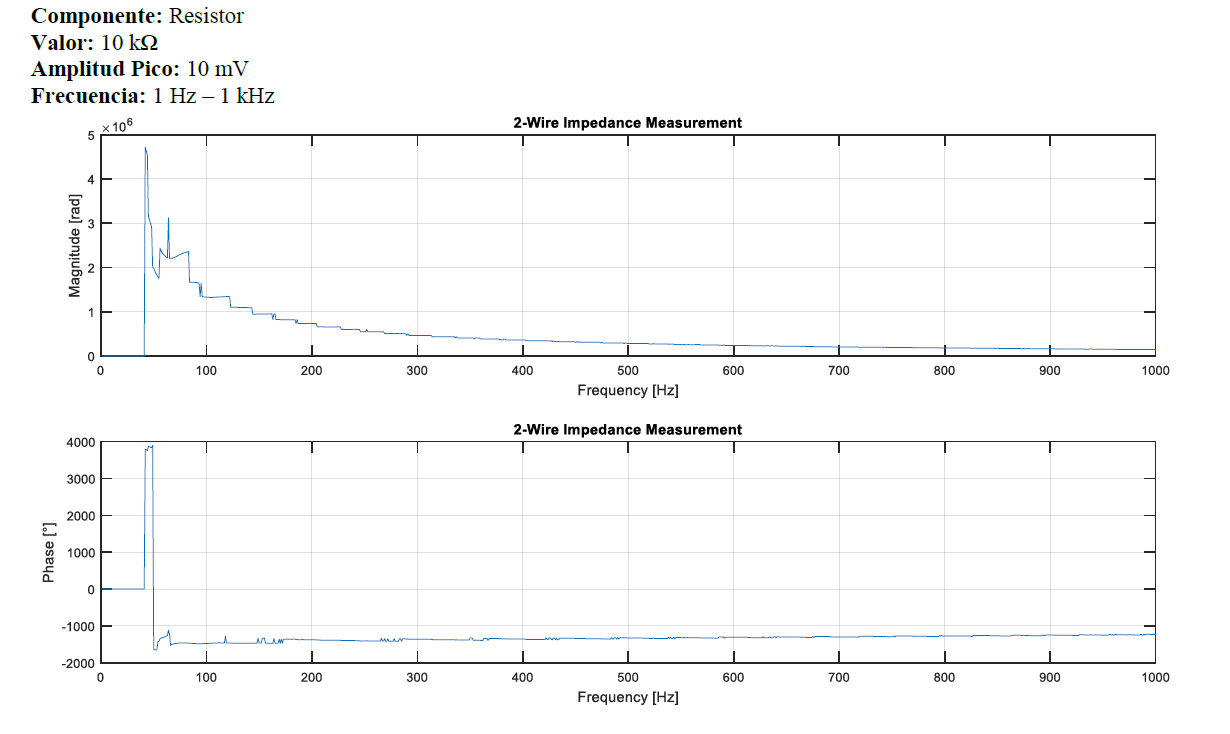 Componente: Resistor
Valor: 10 kΩ
Amplitud Pico: 10 mV
Frecuencia: 1 Hz – 1 kHz
2-Wire Impedance Measurement
×10⁶
5
4
3
2
1
0
Magnitude [rad]
0 100 200 300 400 500 600 700 800 900 1000
Frequency [Hz]
2-Wire Impedance Measurement
4000
3000
2000
1000
0
-1000
-2000
Phase [°]
0 100 200 300 400 500 600 700 800 900 1000
Frequency [Hz]